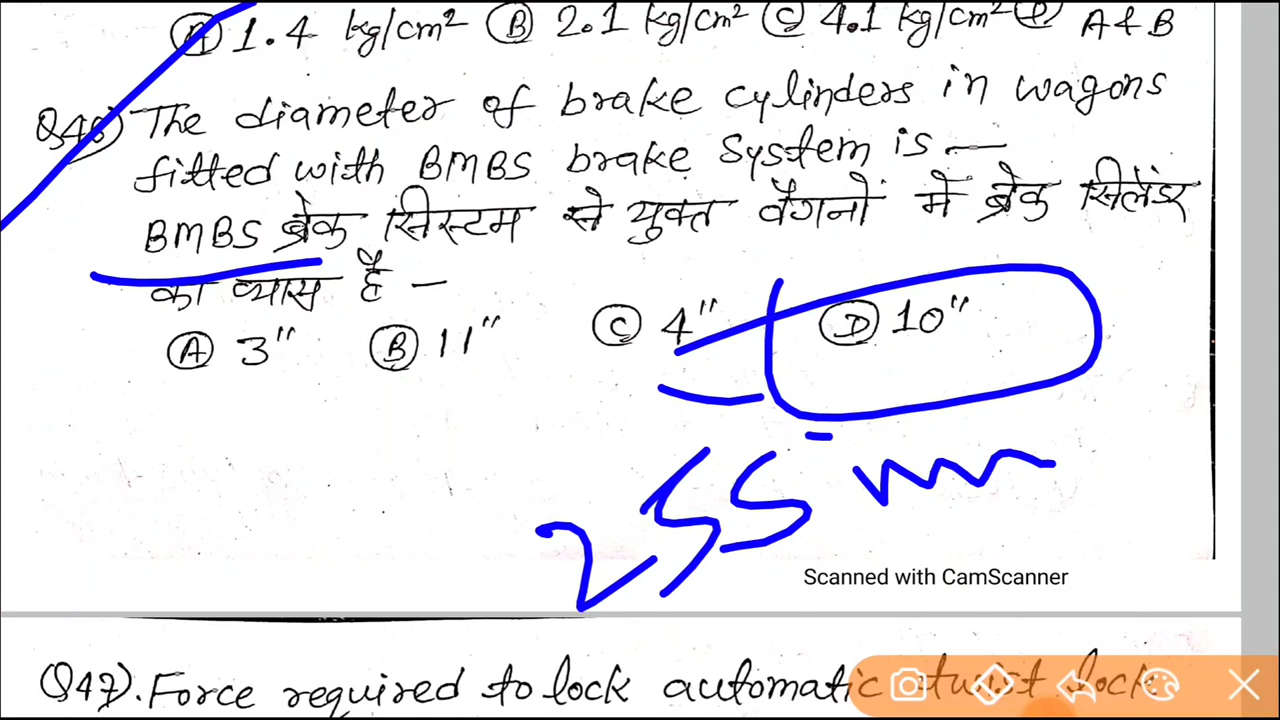 Ⓐ 1.4 kg/cm² Ⓑ 2.1 kg/cm² Ⓒ 4.1 kg/cm² Ⓓ A & B
Q46) The diameter of brake cylinders in wagons
fitted with BMBS brake system is —
BMBS ब्रेक सिस्टम से युक्त वैगनों में ब्रेक सिलेंडर
का व्यास है —
Ⓐ 3" Ⓑ 11" Ⓒ 4" Ⓓ 10"
255 mm
Scanned with CamScanner
Q47). Force required to lock automatic twist lock